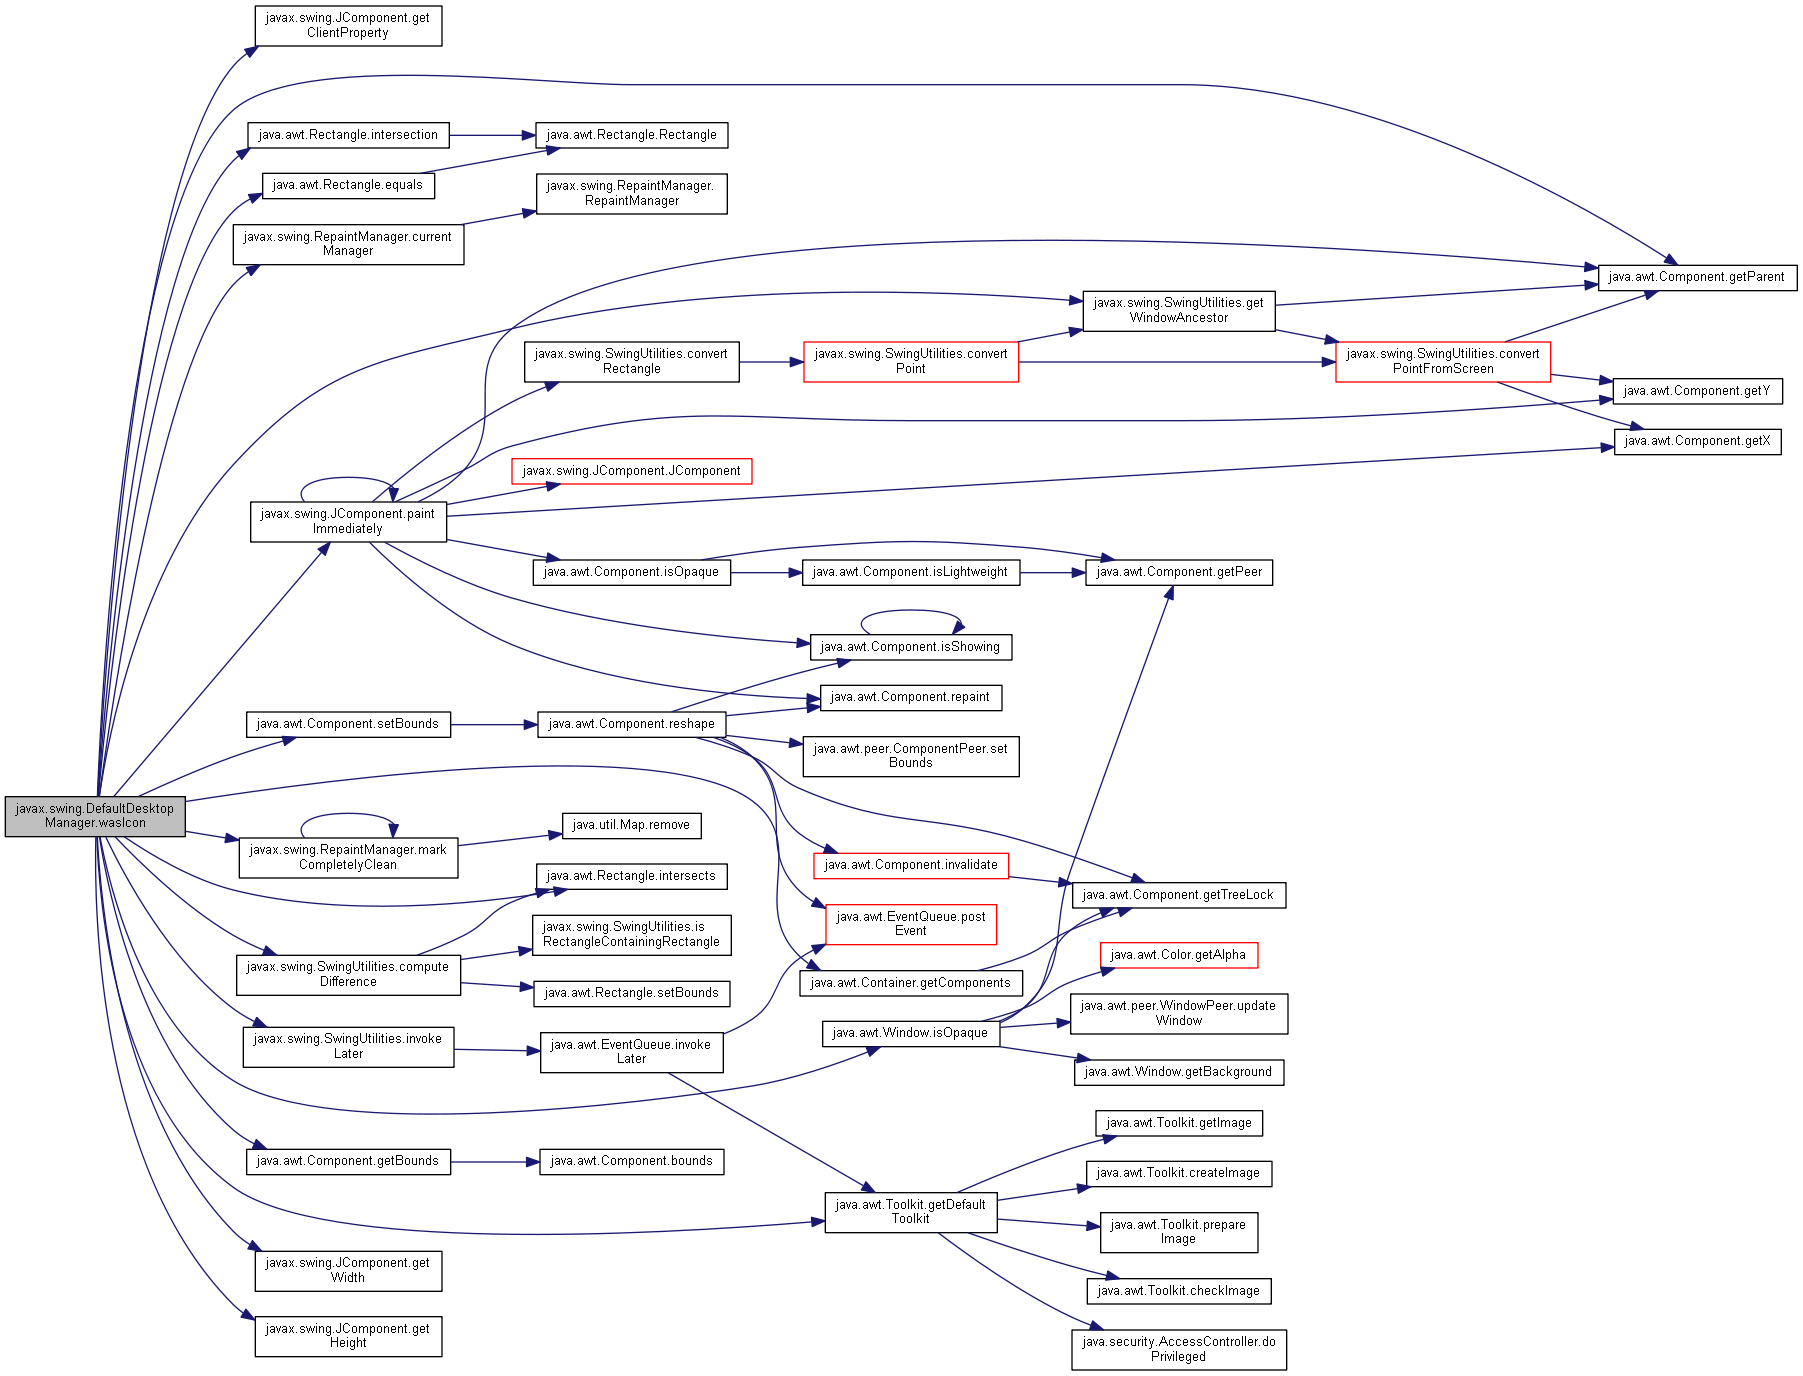 javax.swing.JComponent.get
ClientProperty
java.awt.Rectangle.intersection
java.awt.Rectangle.Rectangle
java.awt.Rectangle.equals
javax.swing.RepaintManager.
RepaintManager
javax.swing.RepaintManager.current
Manager
java.awt.Component.getParent
javax.swing.SwingUtilities.get
WindowAncestor
javax.swing.SwingUtilities.convert
Rectangle
javax.swing.SwingUtilities.convert
Point
javax.swing.SwingUtilities.convert
PointFromScreen
java.awt.Component.getY
java.awt.Component.getX
javax.swing.JComponent.JComponent
javax.swing.JComponent.paint
Immediately
java.awt.Component.isOpaque
java.awt.Component.isLightweight
java.awt.Component.getPeer
java.awt.Component.isShowing
java.awt.Component.repaint
java.awt.Component.setBounds
java.awt.Component.reshape
java.awt.peer.ComponentPeer.set
Bounds
javax.swing.DefaultDesktop
Manager.wasIcon
java.util.Map.remove
javax.swing.RepaintManager.mark
CompletelyClean
java.awt.Component.invalidate
java.awt.Rectangle.intersects
java.awt.Component.getTreeLock
java.awt.EventQueue.post
Event
javax.swing.SwingUtilities.is
RectangleContainingRectangle
java.awt.Color.getAlpha
javax.swing.SwingUtilities.compute
Difference
java.awt.Container.getComponents
java.awt.Rectangle.setBounds
java.awt.peer.WindowPeer.update
Window
java.awt.Window.isOpaque
javax.swing.SwingUtilities.invoke
Later
java.awt.EventQueue.invoke
Later
java.awt.Window.getBackground
java.awt.Toolkit.getImage
java.awt.Component.getBounds
java.awt.Component.bounds
java.awt.Toolkit.createImage
java.awt.Toolkit.getDefault
Toolkit
java.awt.Toolkit.prepare
Image
javax.swing.JComponent.get
Width
java.awt.Toolkit.checkImage
javax.swing.JComponent.get
Height
java.security.AccessController.do
Privileged